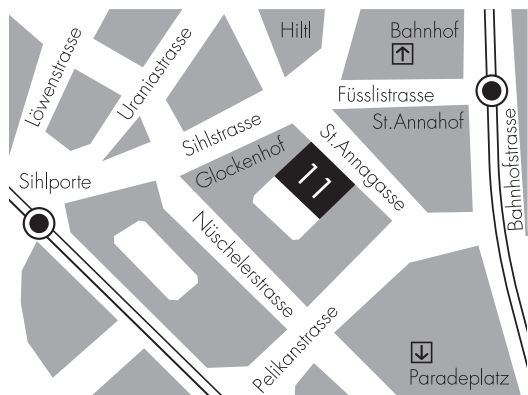 Hiltl
Bahnhof
Löwenstrasse
Uraniastrasse
Füsslistrasse
St.Annahof
Sihlstrasse
St.Annagasse
Glockenhof
11
Sihlporte
Bahnhofstrasse
Nüschelerstrasse
Pelikanstrasse
Paradeplatz